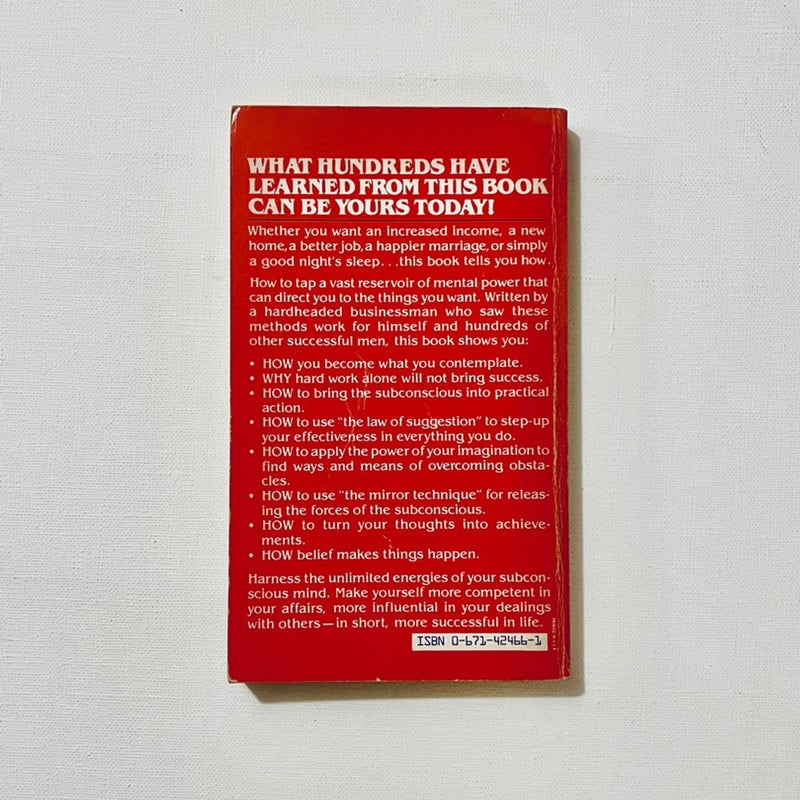 WHAT HUNDREDS HAVE
LEARNED FROM THIS BOOK
CAN BE YOURS TODAY!
Whether you want an increased income, a new
home, a better job, a happier marriage, or simply
a good night's sleep...this book tells you how.
How to tap a vast reservoir of mental power that
can direct you to the things you want. Written by
a hardheaded businessman who saw these
methods work for himself and hundreds of
other successful men, this book shows you:
• HOW you become what you contemplate.
• WHY hard work alone will not bring success.
• HOW to bring the subconscious into practical
action.
• HOW to use "the law of suggestion" to step-up
your effectiveness in everything you do.
• HOW to apply the power of your imagination to
find ways and means of overcoming obsta-
cles.
• HOW to use "the mirror technique" for releas-
ing the forces of the subconscious.
• HOW to turn your thoughts into achieve-
ments.
• HOW belief makes things happen.
Harness the unlimited energies of your subcon-
scious mind. Make yourself more competent in
your affairs, more influential in your dealings
with others—in short, more successful in life.
ISBN 0-671-42466-1